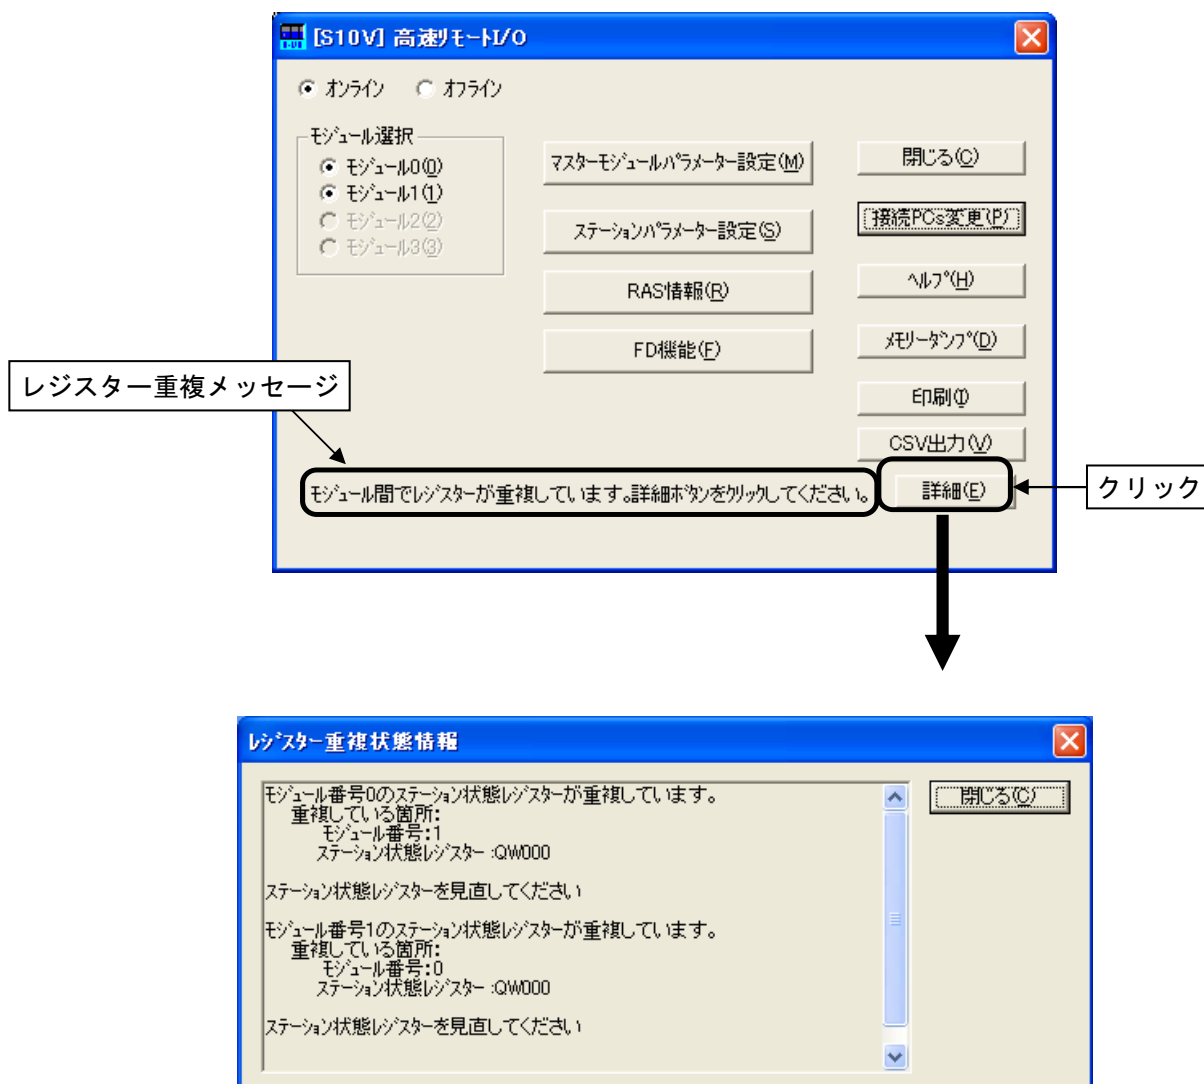 [S10V] 高速リモートI/O
オンライン オフライン
モジュール選択
モジュール0(0)
モジュール1(1)
モジュール2(2)
モジュール3(3)
マスターモジュールパラメーター設定(M)
ステーションパラメーター設定(S)
RAS情報(R)
FD機能(F)
閉じる(C)
接続PCs変更(P)
ヘルプ(H)
メモリーダンプ(D)
印刷(I)
CSV出力(V)
レジスター重複メッセージ
モジュール間でレジスターが重複しています。詳細ボタンをクリックしてください。
詳細(E)
クリック
レジスター重複状態情報
モジュール番号0のステーション状態レジスターが重複しています。
重複している箇所:
モジュール番号:1
ステーション状態レジスター :QW000
ステーション状態レジスターを見直してください
モジュール番号1のステーション状態レジスターが重複しています。
重複している箇所:
モジュール番号:0
ステーション状態レジスター :QW000
ステーション状態レジスターを見直してください
閉じる(C)